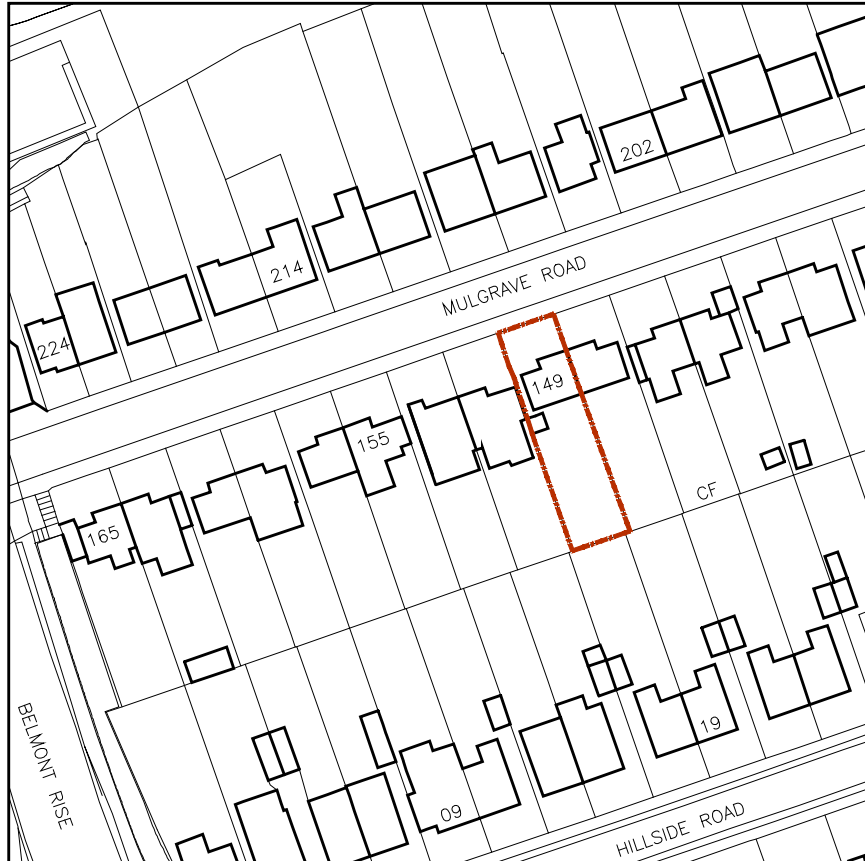 202
214
MULGRAVE ROAD
224
149
155
CF
165
BELMONT RISE
19
09
HILLSIDE ROAD